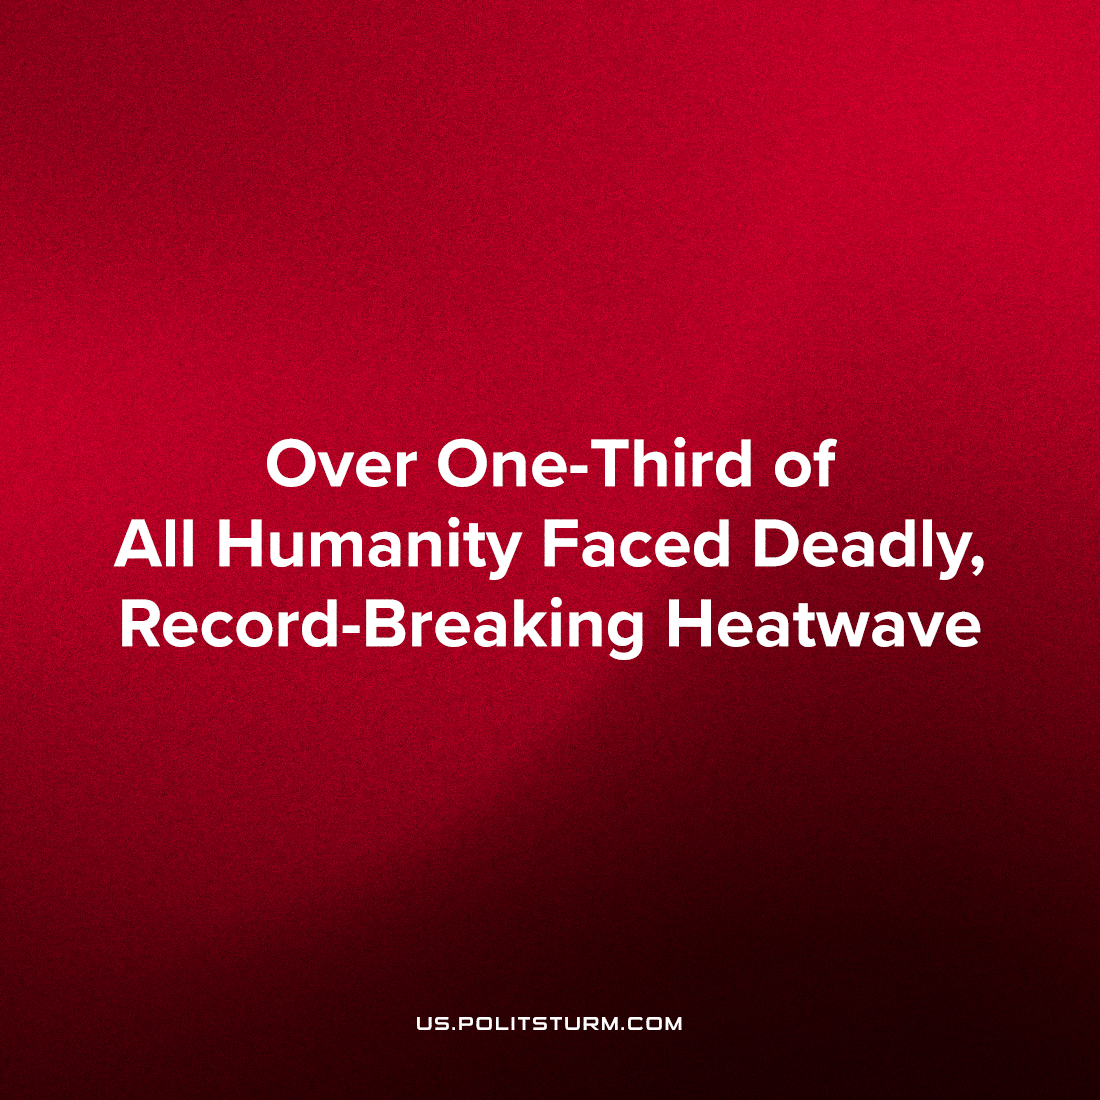 Over One-Third of
All Humanity Faced Deadly,
Record-Breaking Heatwave
US.POLITSTURM.COM